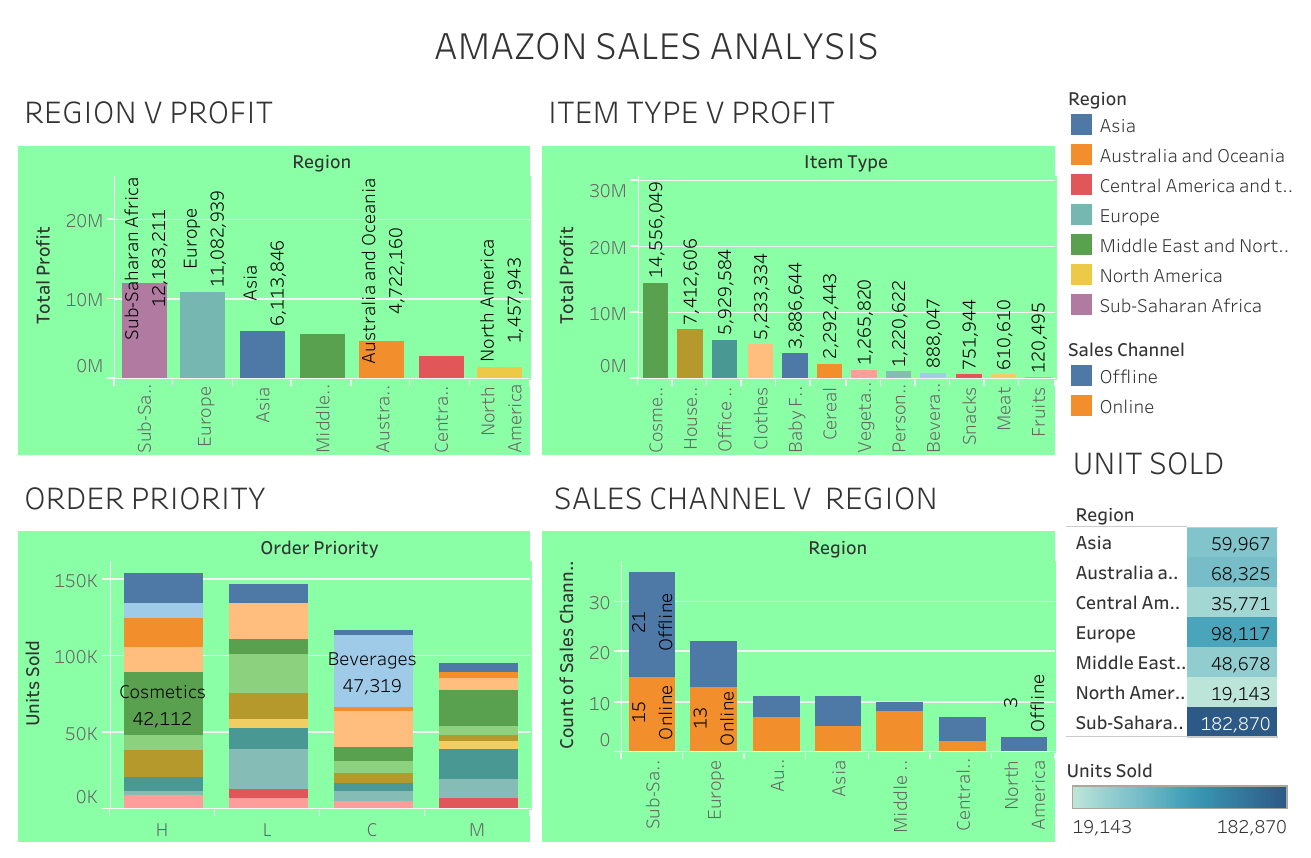 AMAZON SALES ANALYSIS
REGION V PROFIT
Region
Total Profit
20M
10M
0M
Sub-Saharan Africa
12,183,211
Europe
11,082,939
Asia
6,113,846
Australia and Oceania
4,722,160
North America
1,457,943
Sub-Sa..
Europe
Asia
Middle..
Austra..
Centra..
North
America
ITEM TYPE V PROFIT
Item Type
Total Profit
30M
20M
10M
0M
14,556,049
7,412,606
5,929,584
5,233,334
3,886,644
2,292,443
1,265,820
1,220,622
888,047
751,944
610,610
120,495
Cosme..
House..
Office ..
Clothes
Baby F..
Cereal
Vegeta..
Person..
Bevera..
Snacks
Meat
Fruits
Region
Asia
Australia and Oceania
Central America and t..
Europe
Middle East and Nort..
North America
Sub-Saharan Africa
Sales Channel
Offline
Online
ORDER PRIORITY
Order Priority
Units Sold
150K
100K
50K
0K
Cosmetics
42,112
Beverages
47,319
H
L
C
M
SALES CHANNEL V  REGION
Region
Count of Sales Chann..
30
20
10
0
21
Offline
15
Online
13
Online
3
Offline
Sub-Sa..
Europe
Au..
Asia
Middle ..
Central..
North
America
UNIT SOLD
Region
Asia 59,967
Australia a.. 68,325
Central Am.. 35,771
Europe 98,117
Middle East.. 48,678
North Amer.. 19,143
Sub-Sahara.. 182,870
Units Sold
19,143 182,870